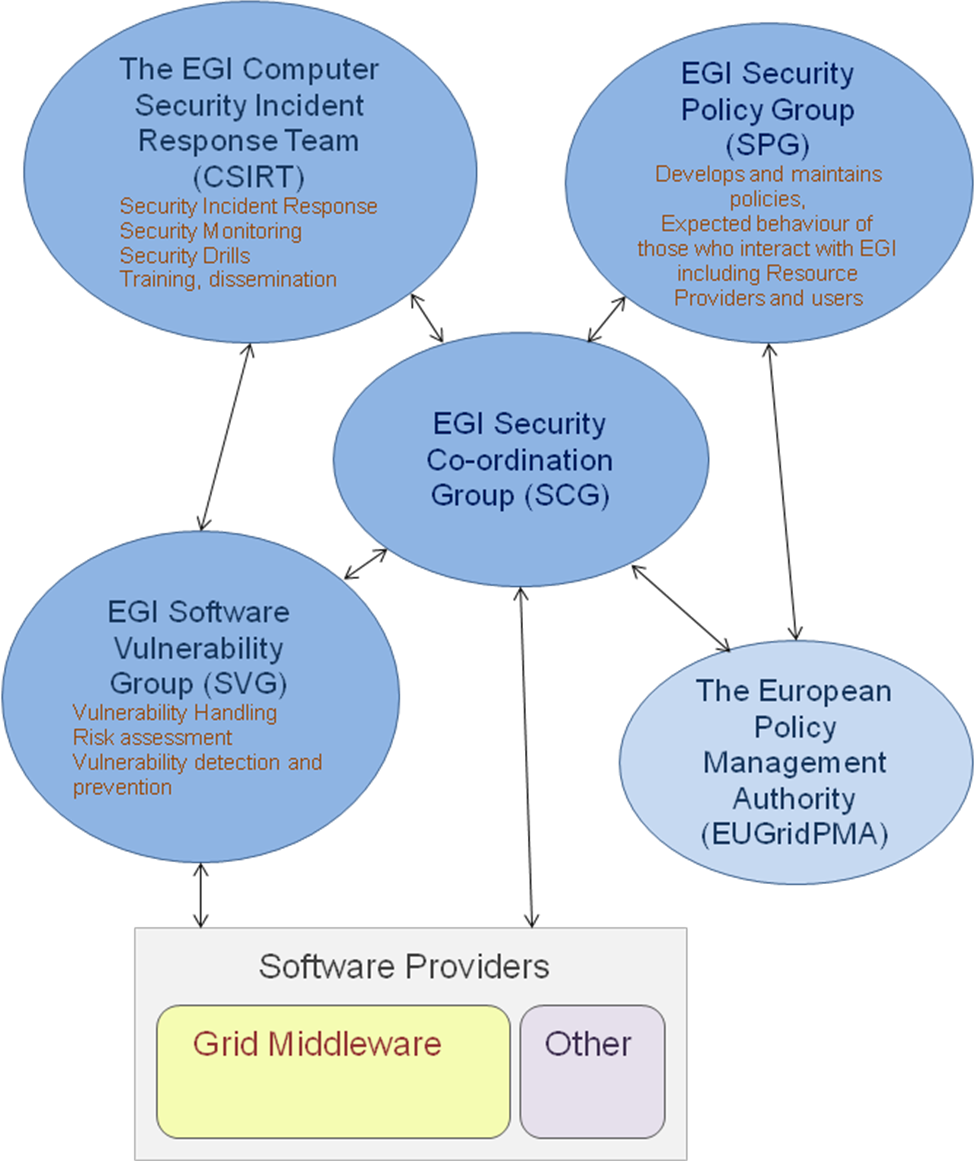 The EGI Computer
Security Incident
Response Team
(CSIRT)
Security Incident Response
Security Monitoring
Security Drills
Training, dissemination
EGI Security
Policy Group
(SPG)
Develops and maintains
policies,
Expected behaviour of
those who interact with EGI
including Resource
Providers and users
EGI Security
Co-ordination
Group (SCG)
EGI Software
Vulnerability
Group (SVG)
Vulnerability Handling
Risk assessment
Vulnerability detection and
prevention
The European
Policy
Management
Authority
(EUGridPMA)
Software Providers
Grid Middleware
Other